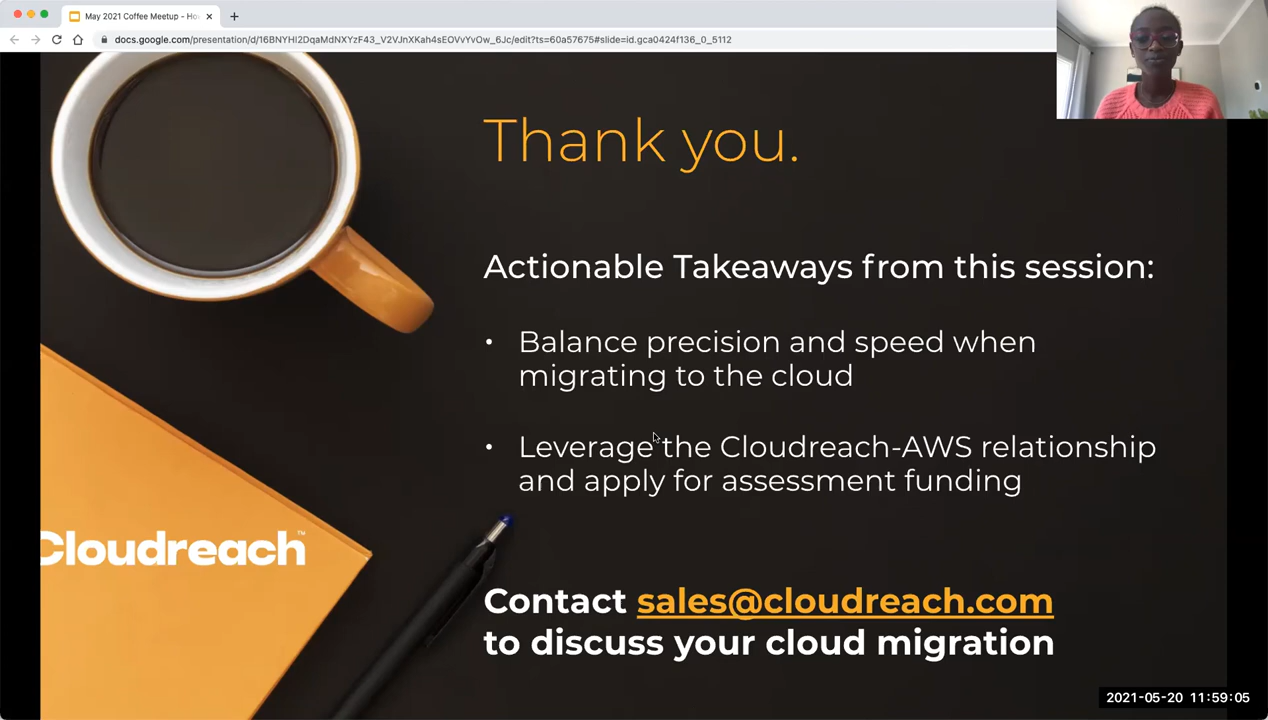 May 2021 Coffee Meetup - Ho
docs.google.com/presentation/d/16BNYHI2DqaMdNXYzF43_V2VJnXKah4sEOVvYvOw_6Jc/edit?ts=60a57675#slide=id.gca0424f136_0_5112
Thank you.
Actionable Takeaways from this session:
• Balance precision and speed when
migrating to the cloud
• Leverage the Cloudreach-AWS relationship
and apply for assessment funding
Cloudreach™
Contact sales@cloudreach.com
to discuss your cloud migration
2021-05-20 11:59:05